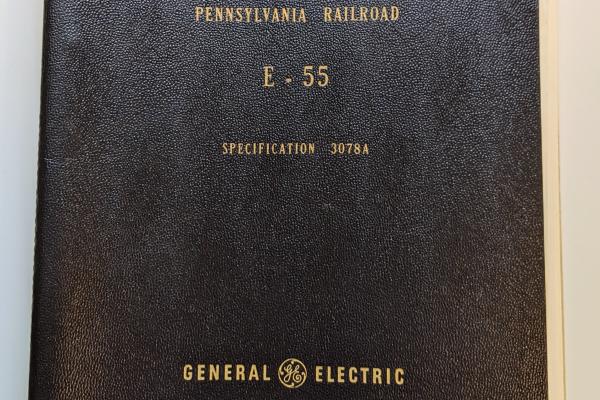 PENNSYLVANIA RAILROAD
E - 55
SPECIFICATION 3078A
GENERAL GE ELECTRIC